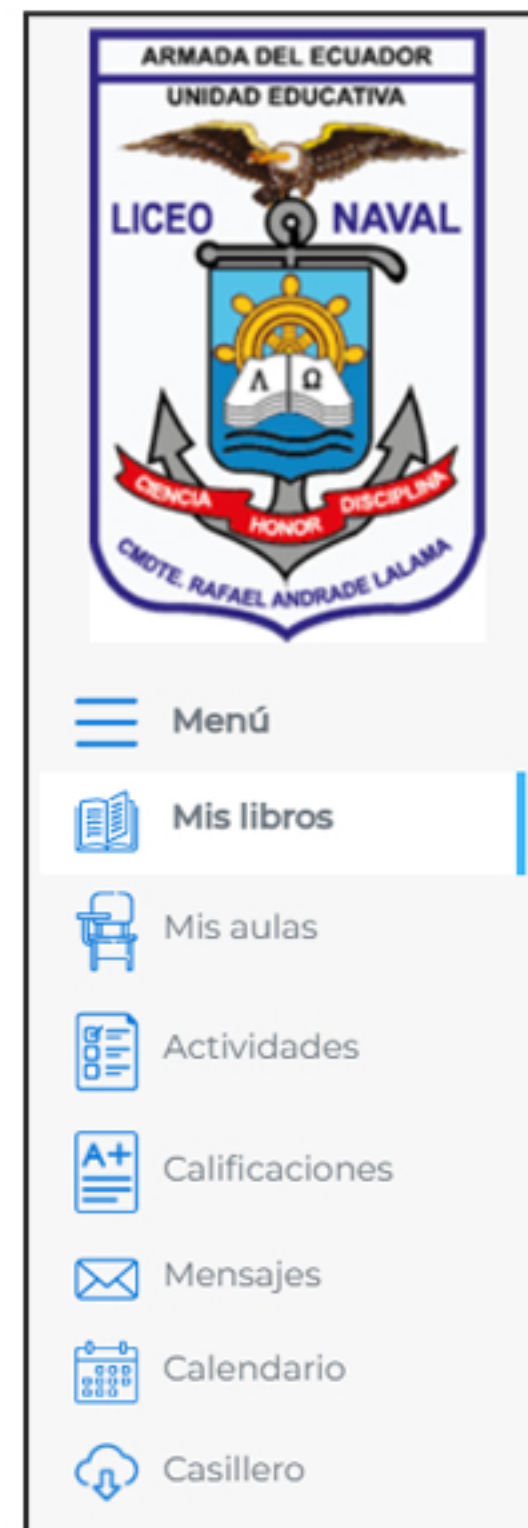 ARMADA DEL ECUADOR
UNIDAD EDUCATIVA
LICEO NAVAL
Λ Ω
CIENCIA HONOR DISCIPLINA
CMDTE. RAFAEL ANDRADE LALAMA
Menú
Mis libros
Mis aulas
Actividades
A+
Calificaciones
Mensajes
Calendario
Casillero